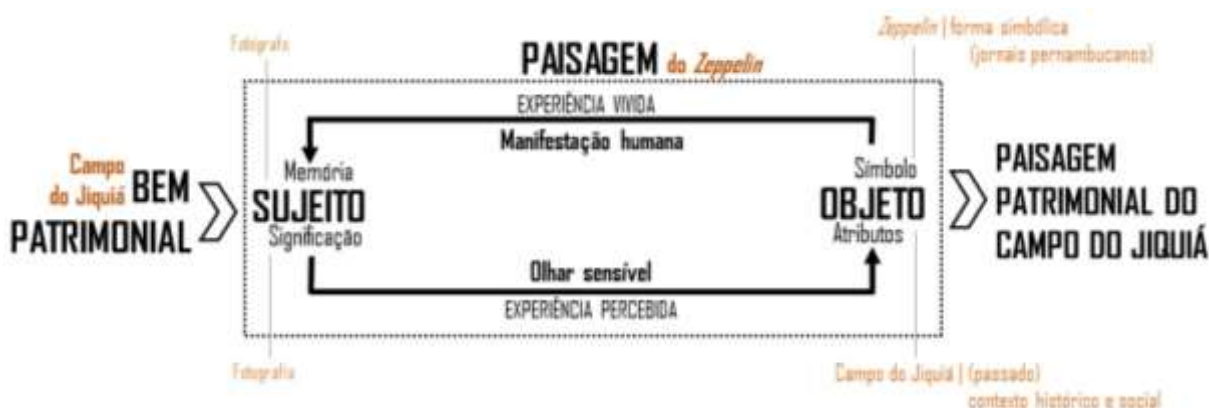 Fotógrafo
Zeppelin | forma simbólica
(jornais pernambucanos)
PAISAGEM do Zeppelin
EXPERIÊNCIA VIVIDA
Manifestação humana
Campo
do Jiquiá BEM
PATRIMONIAL
Memória
SUJEITO
Significação
Símbolo
OBJETO
Atributos
PAISAGEM
PATRIMONIAL DO
CAMPO DO JIQUIÁ
Olhar sensível
EXPERIÊNCIA PERCEBIDA
Fotografia
Campo do Jiquiá | (passado)
contexto histórico e social